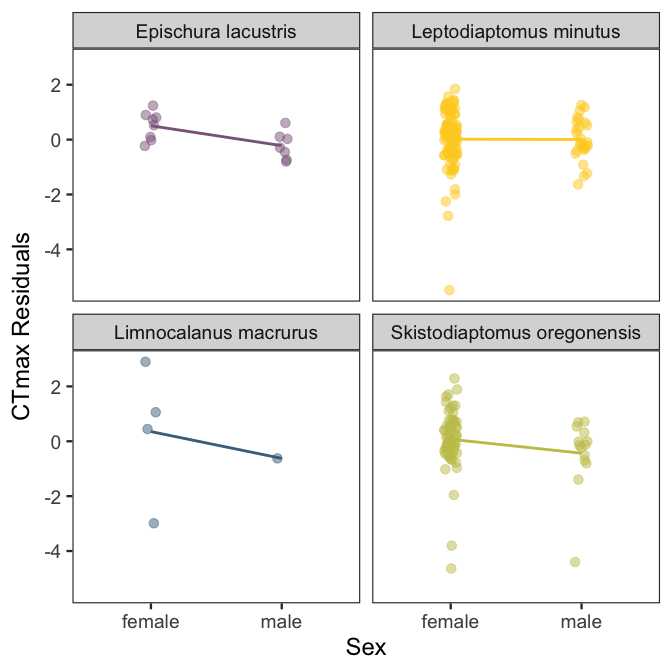 Epischura lacustris
Leptodiaptomus minutus
2
0
-2
-4
Limnocalanus macrurus
Skistodiaptomus oregonensis
2
0
-2
-4
CTmax Residuals
female
male
female
male
Sex